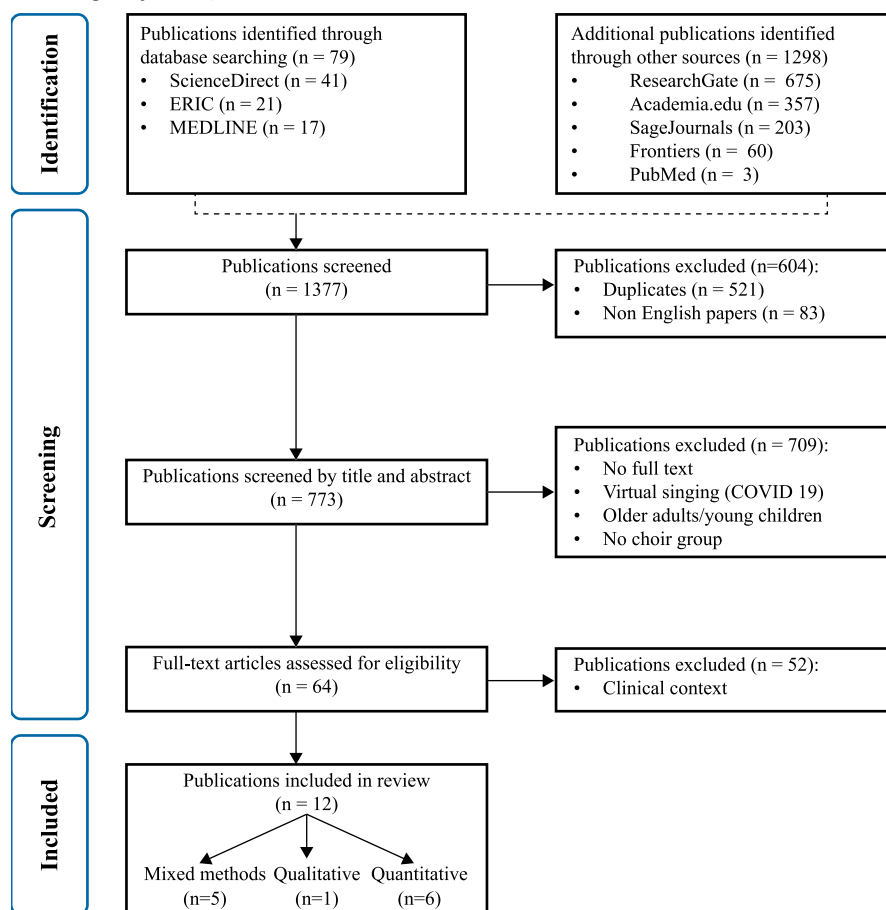 Identification
Publications identified through
database searching (n = 79)
• ScienceDirect (n = 41)
• ERIC (n = 21)
• MEDLINE (n = 17)
Additional publications identified
through other sources (n = 1298)
• ResearchGate (n = 675)
• Academia.edu (n = 357)
• SageJournals (n = 203)
• Frontiers (n = 60)
• PubMed (n = 3)
Screening
Publications screened
(n = 1377)
Publications excluded (n=604):
• Duplicates (n = 521)
• Non English papers (n = 83)
Publications screened by title and abstract
(n = 773)
Publications excluded (n = 709):
• No full text
• Virtual singing (COVID 19)
• Older adults/young children
• No choir group
Full-text articles assessed for eligibility
(n = 64)
Publications excluded (n = 52):
• Clinical context
Included
Publications included in review
(n = 12)
Mixed methods Qualitative Quantitative
(n=5) (n=1) (n=6)